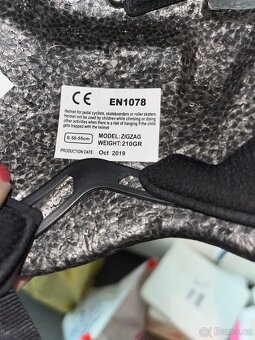 CE EN1078
Helmet for pedal cyclists, skateboarders or roller skaters
Helmet not be used by children while climbing or doing
other activities when there is risk of hanging if the child
gets trapped with the helmet
S 50-55cm
MODEL: ZIGZAG
WEIGHT: 210GR
PRODUCTION DATE: Oct 2019